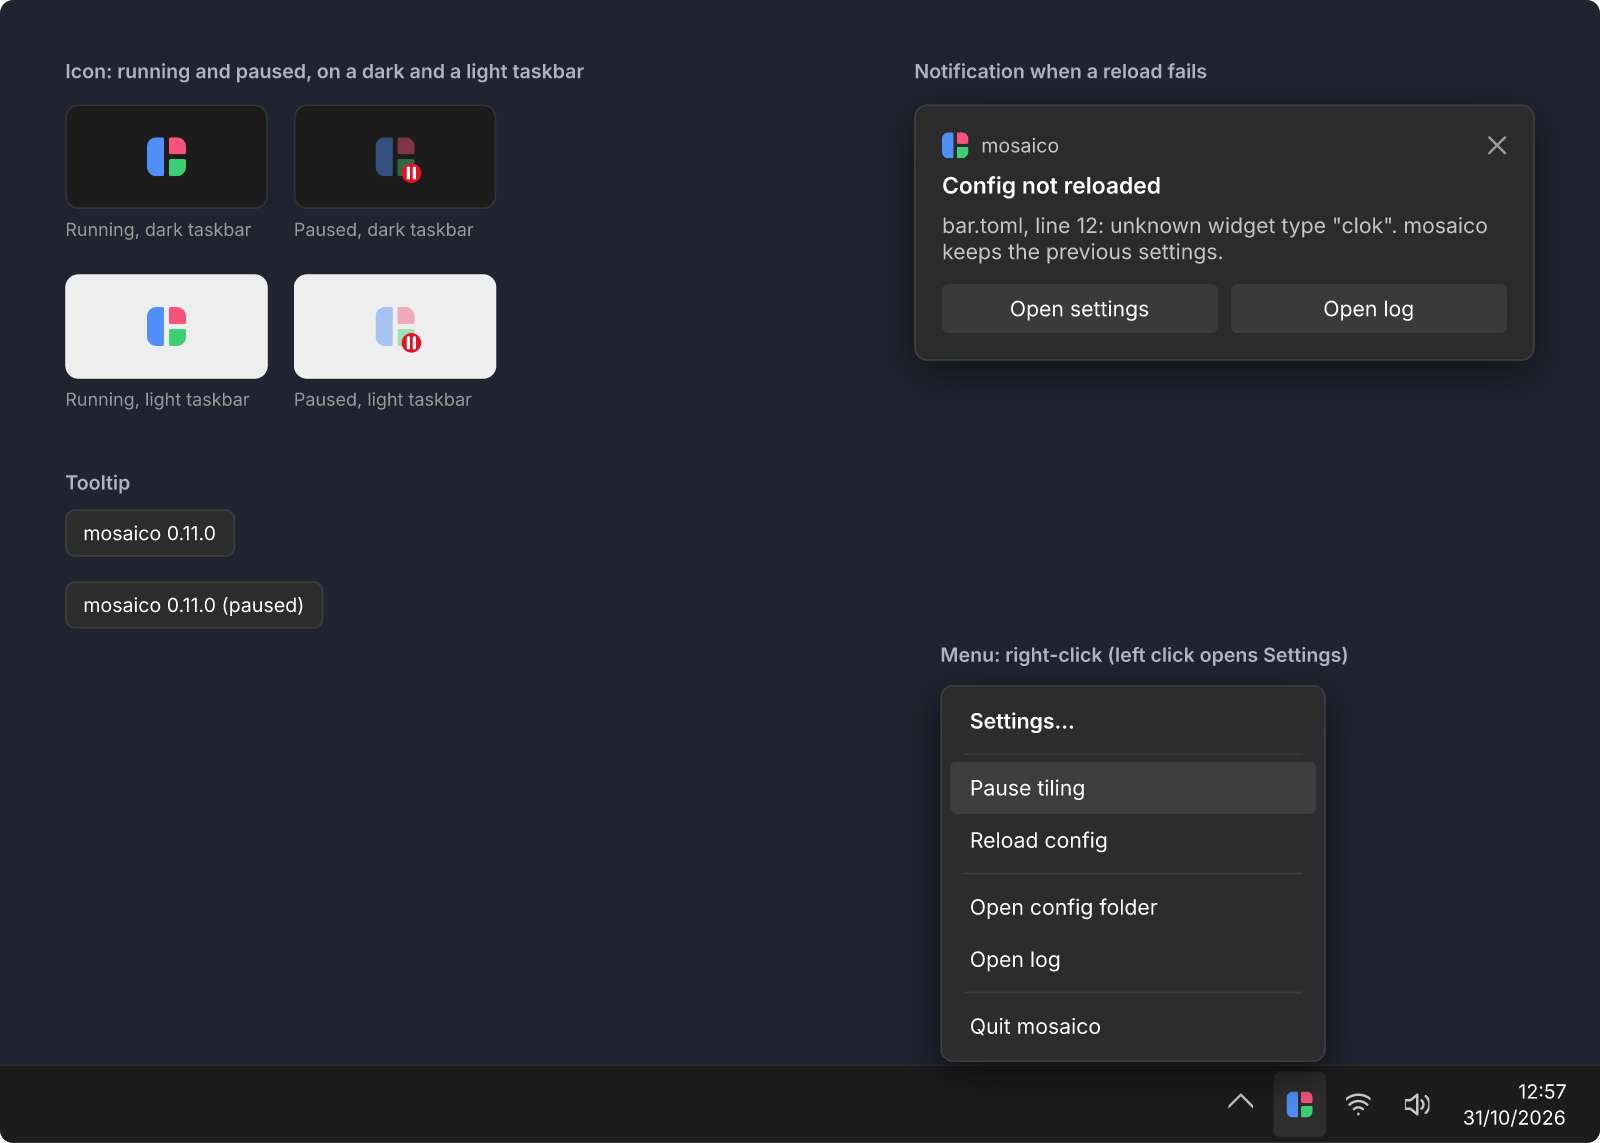 Icon: running and paused, on a dark and a light taskbar
Running, dark taskbar
Paused, dark taskbar
Running, light taskbar
Paused, light taskbar
Tooltip
mosaico 0.11.0
mosaico 0.11.0 (paused)
Notification when a reload fails
mosaico
Config not reloaded
bar.toml, line 12: unknown widget type "clok". mosaico
keeps the previous settings.
Open settings
Open log
Menu: right-click (left click opens Settings)
Settings...
Pause tiling
Reload config
Open config folder
Open log
Quit mosaico
12:57
31/10/2026